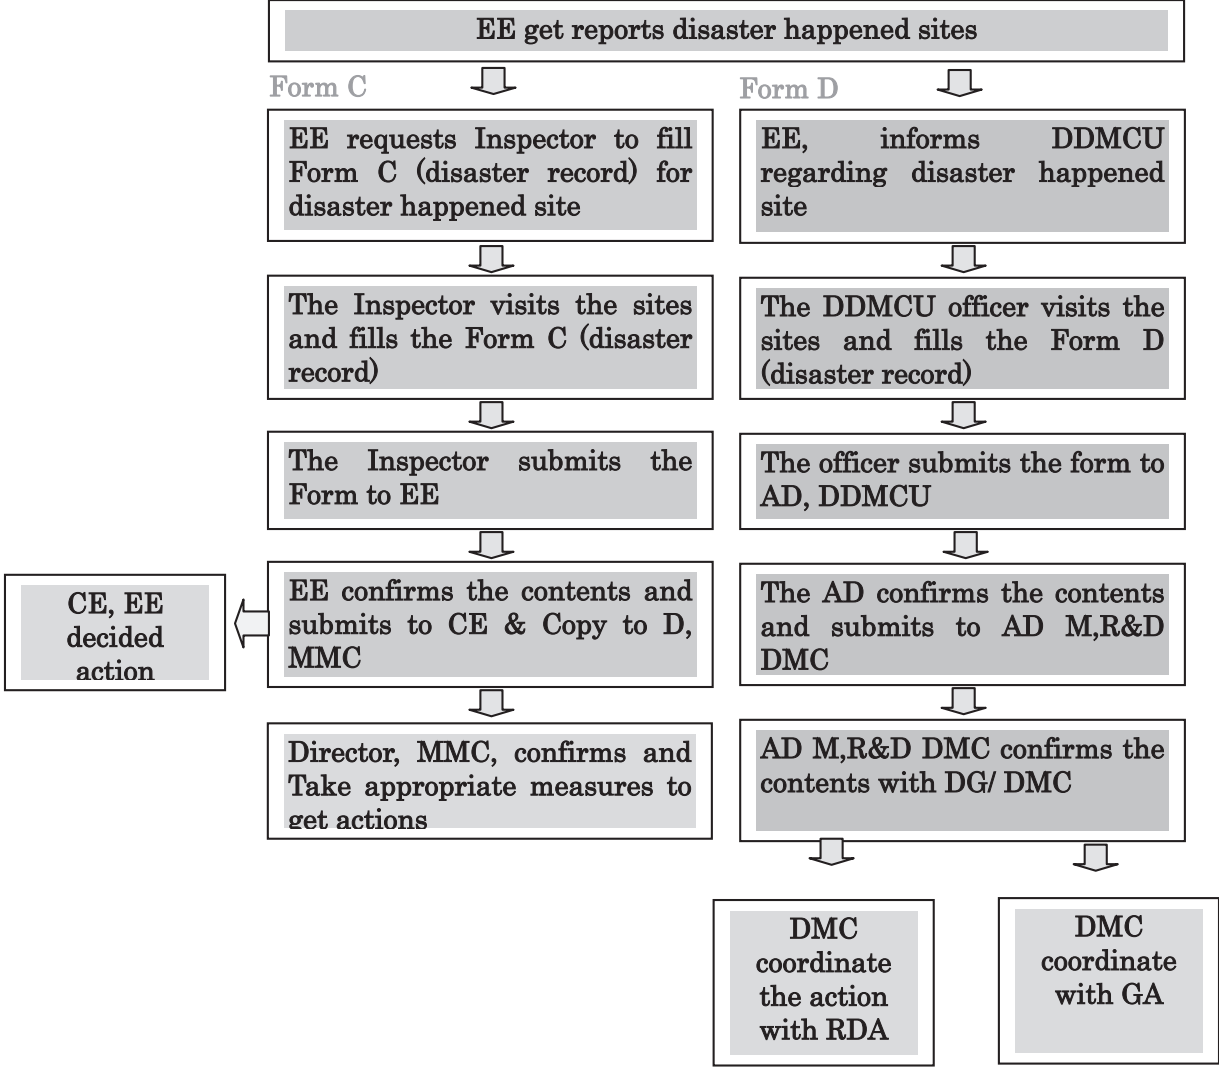 EE get reports disaster happened sites
Form C
EE requests Inspector to fill
Form C (disaster record) for
disaster happened site
The Inspector visits the sites
and fills the Form C (disaster
record)
The Inspector submits the
Form to EE
EE confirms the contents and
submits to CE & Copy to D,
MMC
CE, EE
decided
action
Director, MMC, confirms and
Take appropriate measures to
get actions
Form D
EE, informs DDMCU
regarding disaster happened
site
The DDMCU officer visits the
sites and fills the Form D
(disaster record)
The officer submits the form to
AD, DDMCU
The AD confirms the contents
and submits to AD M,R&D
DMC
AD M,R&D DMC confirms the
contents with DG/ DMC
DMC
coordinate
the action
with RDA
DMC
coordinate
with GA